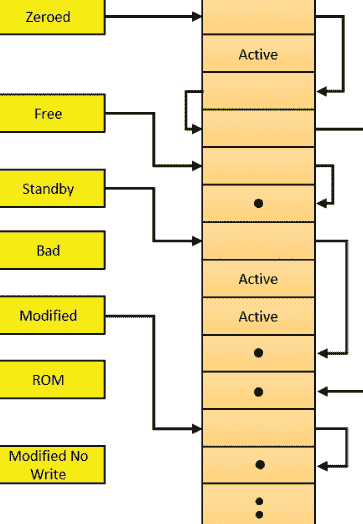 Zeroed
Active
Free
Standby
Bad
Active
Modified
Active
ROM
Modified No
Write